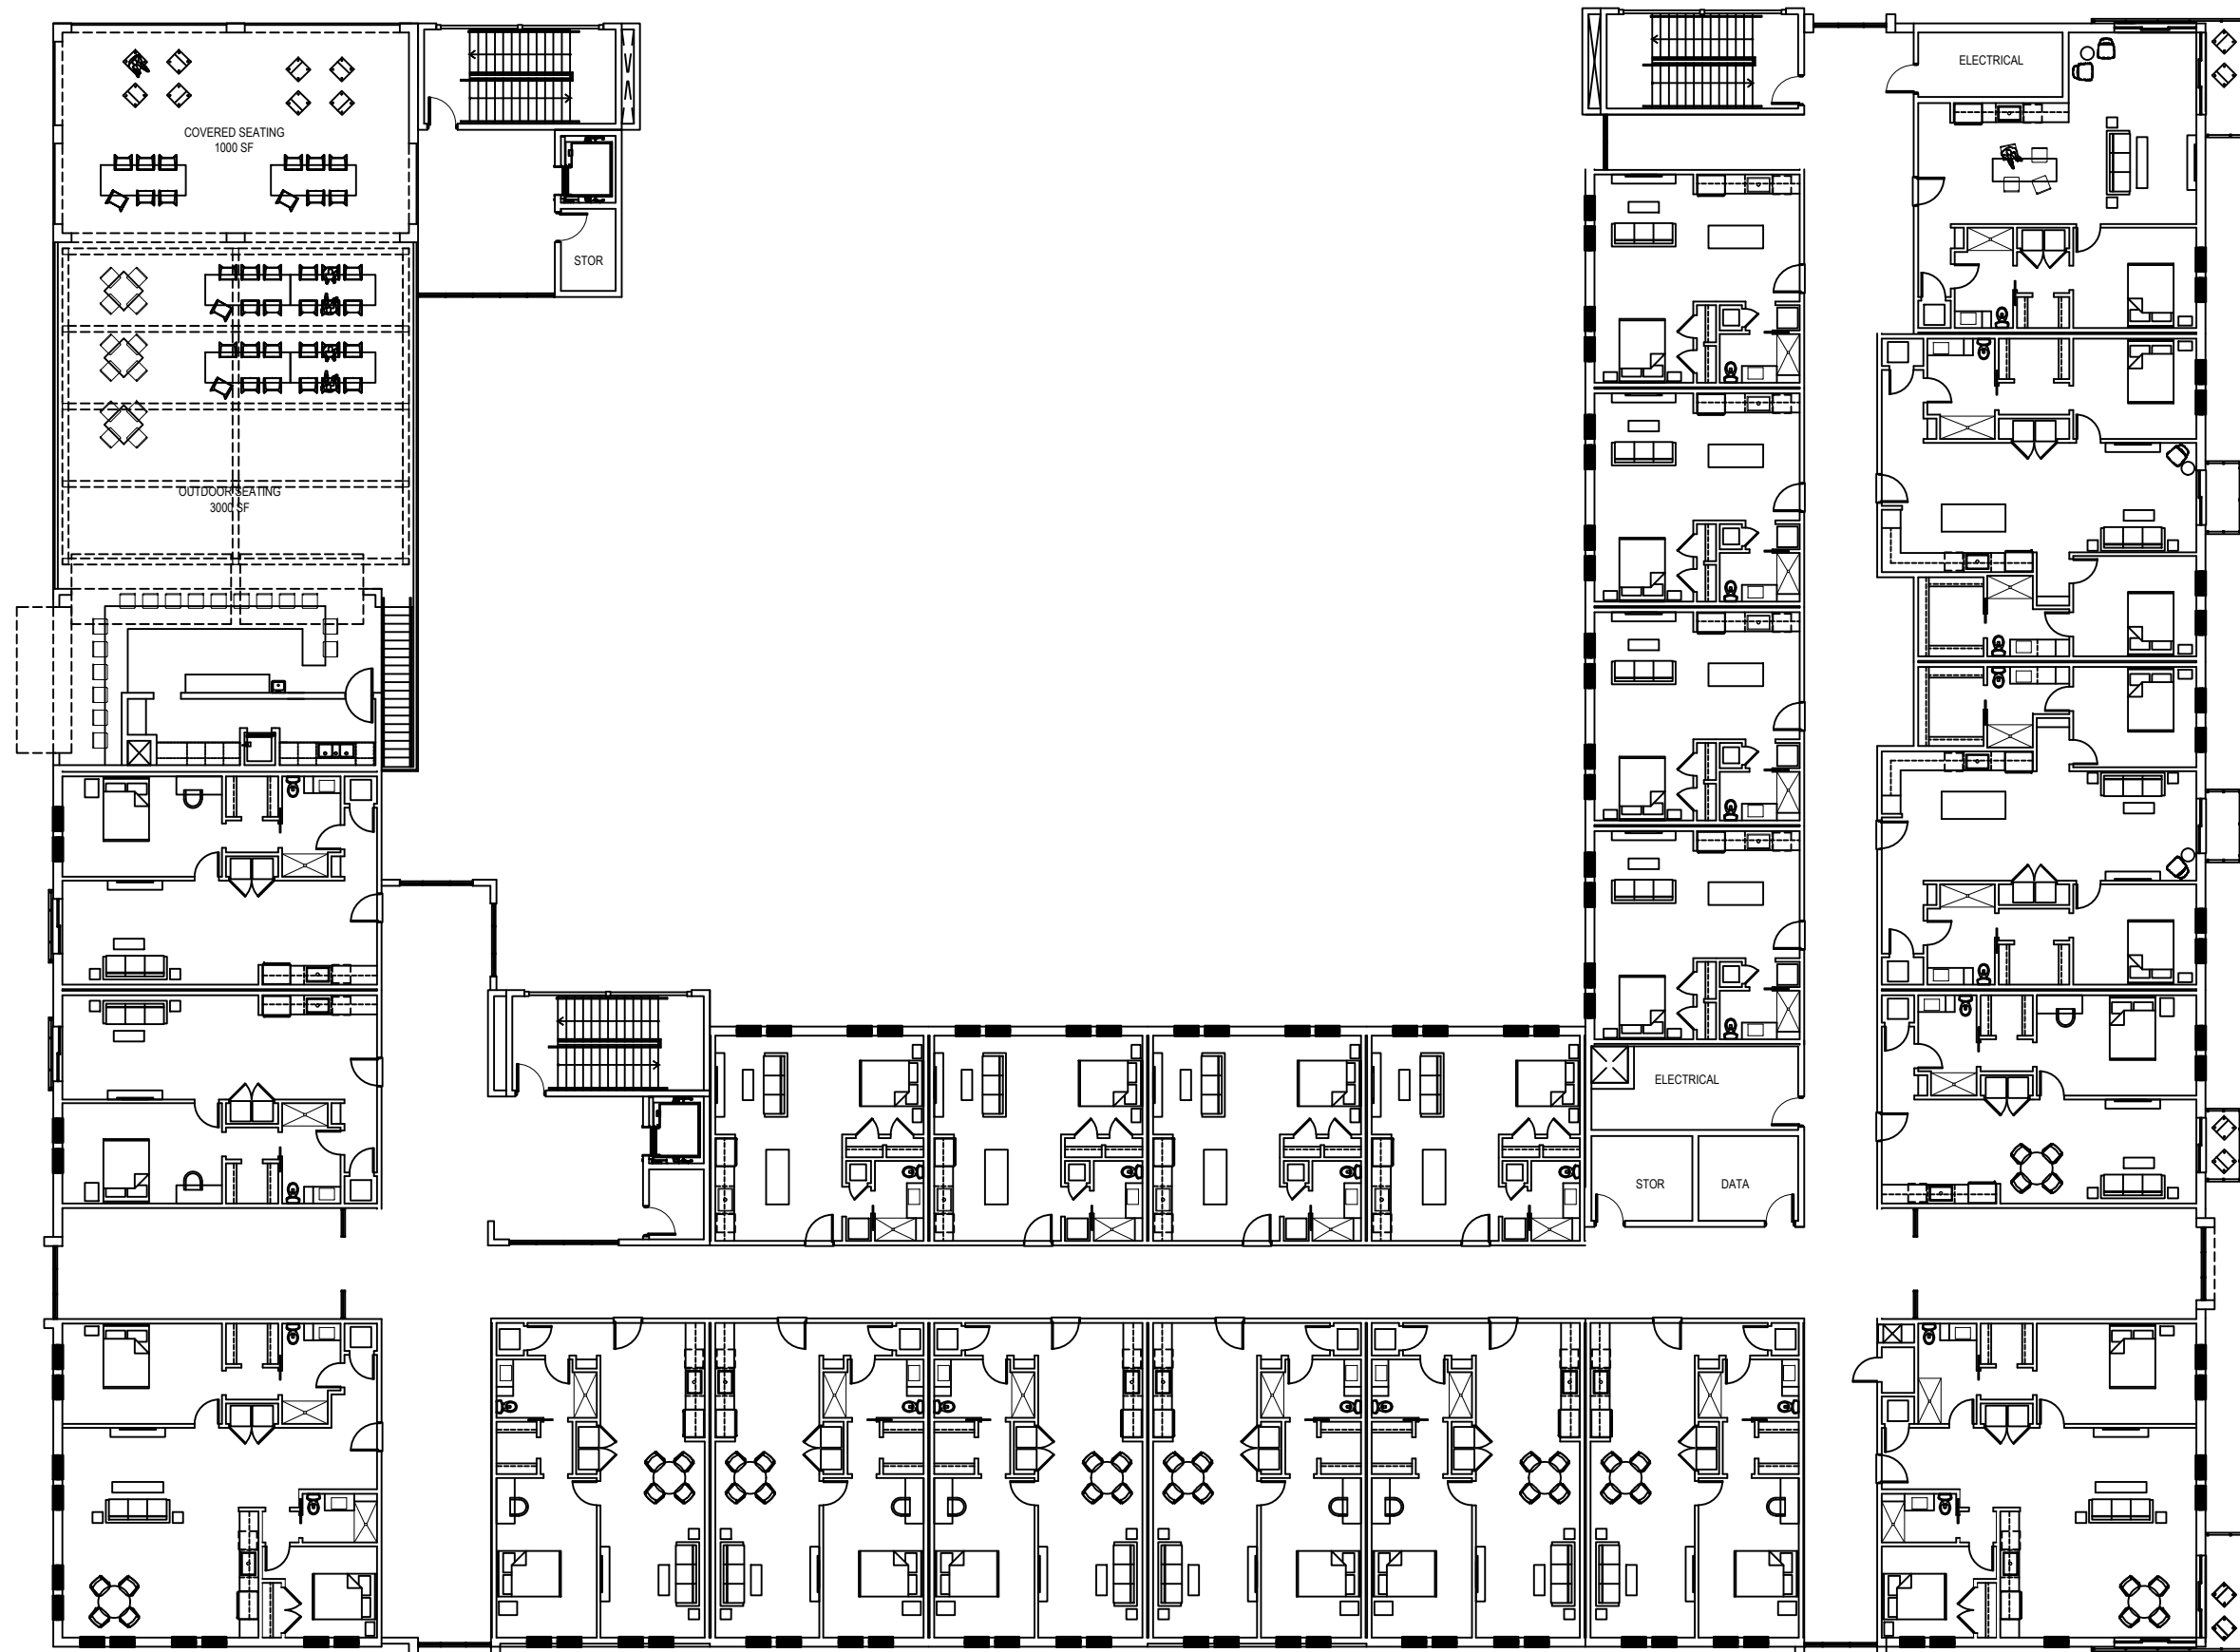 ELECTRICAL
COVERED SEATING
1000 SF
STOR
OUTDOOR SEATING
3000 SF
ELECTRICAL
STOR
DATA